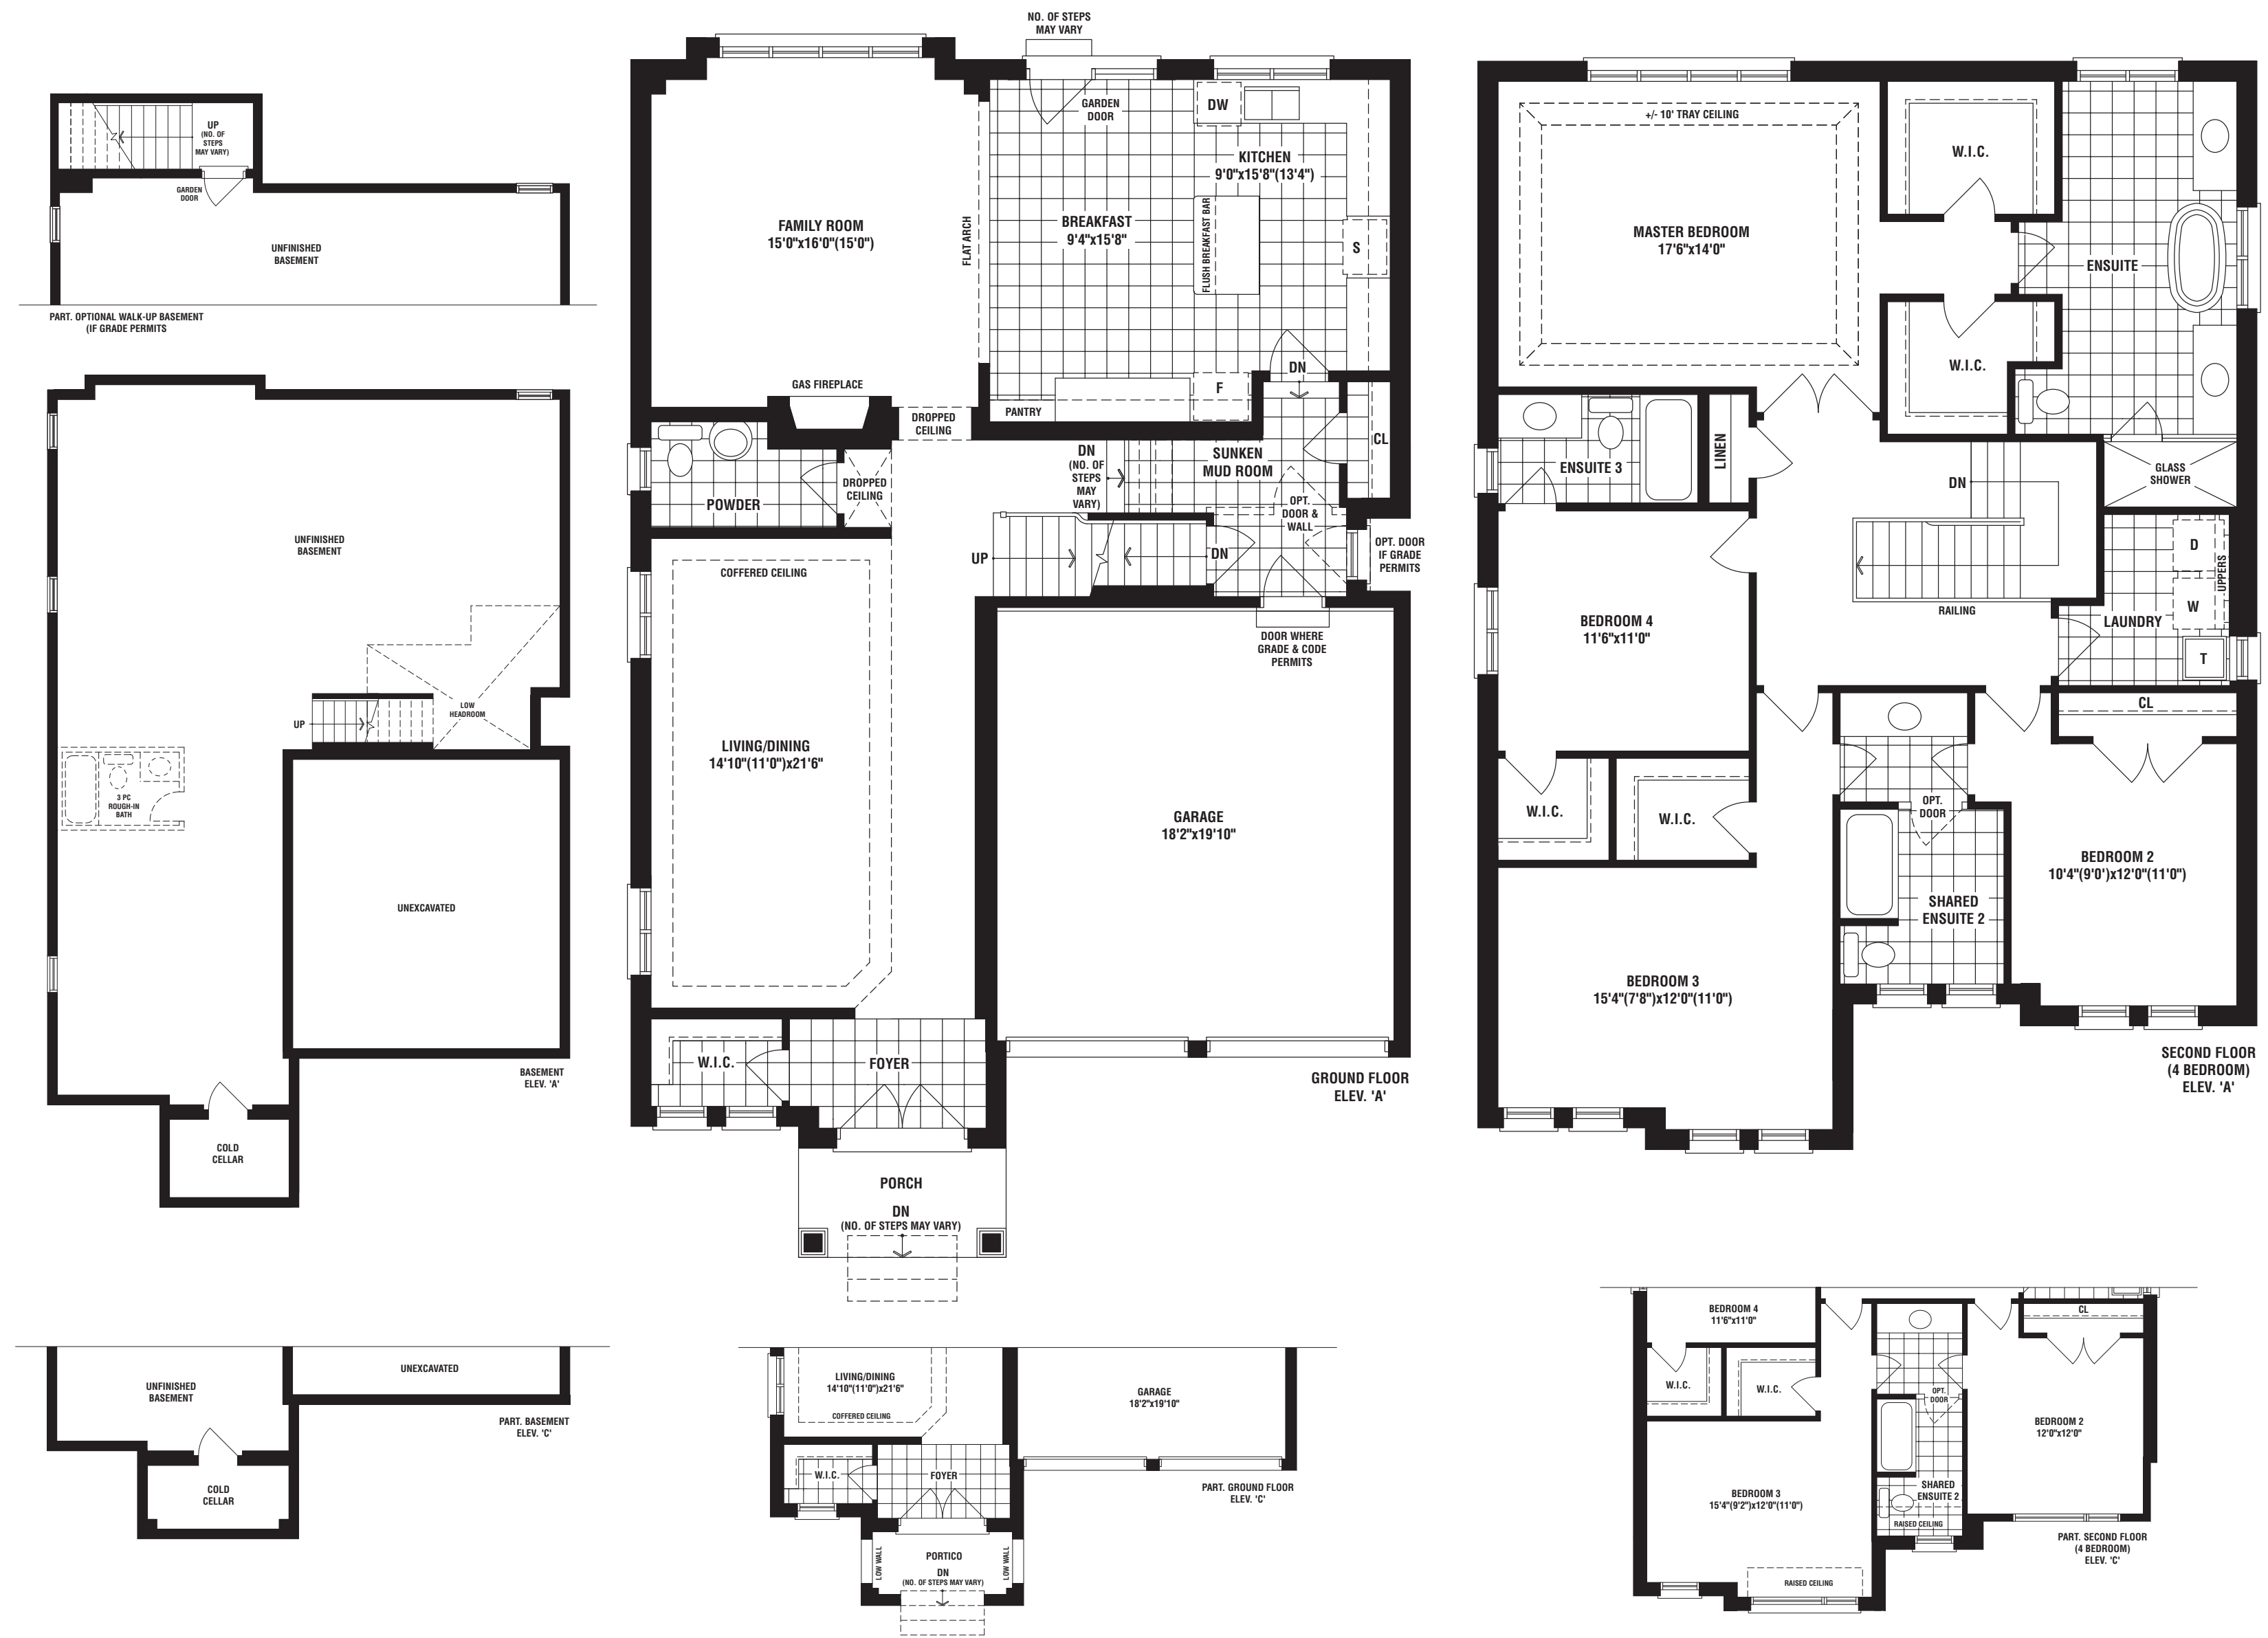 UP
(NO. OF
STEPS
MAY VARY)
GARDEN
DOOR
UNFINISHED
BASEMENT
PART. OPTIONAL WALK-UP BASEMENT
(IF GRADE PERMITS
UNFINISHED
BASEMENT
LOW
HEADROOM
UP
3 PC
ROUGH-IN
BATH
UNEXCAVATED
BASEMENT
ELEV. 'A'
COLD
CELLAR
UNFINISHED
BASEMENT
UNEXCAVATED
PART. BASEMENT
ELEV. 'C'
COLD
CELLAR
NO. OF STEPS
MAY VARY
GARDEN
DOOR
DW
KITCHEN
9'0"x15'8"(13'4")
FAMILY ROOM
15'0"x16'0"(15'0")
FLAT ARCH
BREAKFAST
9'4"x15'8"
FLUSH BREAKFAST BAR
S
GAS FIREPLACE
DROPPED
CEILING
PANTRY
F
DN
CL
DN
(NO. OF
STEPS
MAY
VARY)
SUNKEN
MUD ROOM
DROPPED
CEILING
POWDER
OPT.
DOOR &
WALL
OPT. DOOR
IF GRADE
PERMITS
UP
DN
COFFERED CEILING
DOOR WHERE
GRADE & CODE
PERMITS
LIVING/DINING
14'10"(11'0")x21'6"
GARAGE
18'2"x19'10"
W.I.C.
FOYER
GROUND FLOOR
ELEV. 'A'
PORCH
DN
(NO. OF STEPS MAY VARY)
LIVING/DINING
14'10"(11'0")x21'6"
COFFERED CEILING
GARAGE
18'2"x19'10"
W.I.C.
FOYER
PART. GROUND FLOOR
ELEV. 'C'
LOW WALL
PORTICO
DN
(NO. OF STEPS MAY VARY)
LOW WALL
+/- 10' TRAY CEILING
W.I.C.
MASTER BEDROOM
17'6"x14'0"
ENSUITE
W.I.C.
LINEN
ENSUITE 3
DN
GLASS
SHOWER
D
UPPERS
W
RAILING
LAUNDRY
T
BEDROOM 4
11'6"x11'0"
CL
W.I.C.
W.I.C.
OPT.
DOOR
BEDROOM 2
10'4"(9'0')x12'0"(11'0")
SHARED
ENSUITE 2
BEDROOM 3
15'4"(7'8")x12'0"(11'0")
SECOND FLOOR
(4 BEDROOM)
ELEV. 'A'
BEDROOM 4
11'6"x11'0"
CL
W.I.C.
W.I.C.
OPT.
DOOR
BEDROOM 2
12'0"x12'0"
BEDROOM 3
15'4"(9'2")x12'0"(11'0")
SHARED
ENSUITE 2
RAISED CEILING
PART. SECOND FLOOR
(4 BEDROOM)
ELEV. 'C'
RAISED CEILING